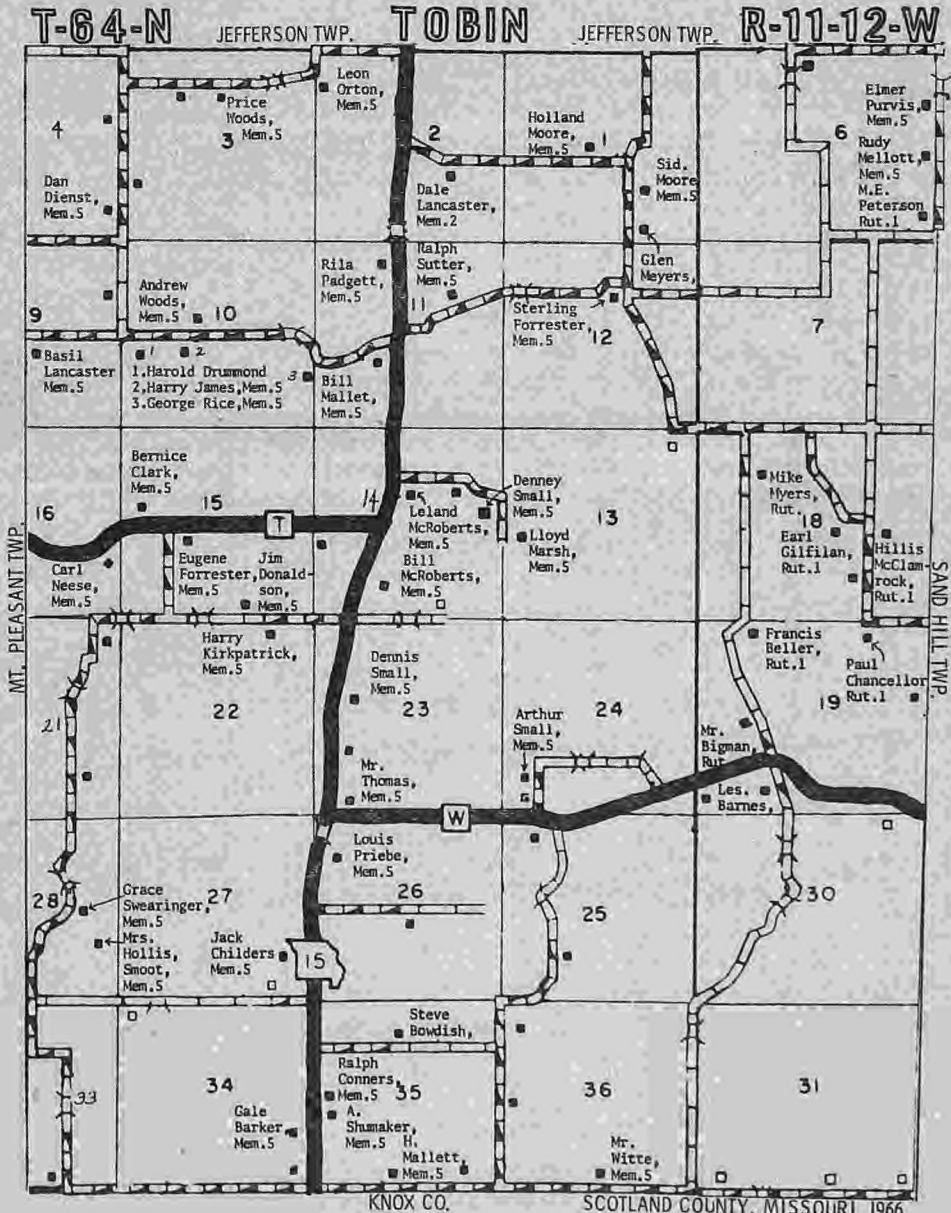 T-64-N TOBIN R-11-12-W
JEFFERSON TWP. JEFFERSON TWP.
4
Dan
Dienst,
Mem.5
Price
Woods,
Mem.5
3
Leon
Orton,
Mem.5
2
Dale
Lancaster,
Mem.2
Holland
Moore,
Mem.5
1
Sid.
Moore
Mem.5
Glen
Meyers,
6
Elmer
Purvis,
Mem.5
Rudy
Mellott,
Mem.5
M.E.
Peterson
Rut.1
9
Basil
Lancaster
Mem.5
Andrew
Woods,
Mem.5
10
1
2
3
1.Harold Drummond
2,Harry James,Mem.5
3.George Rice,Mem.5
Rila
Padgett,
Mem.5
Bill
Mallet,
Mem.5
Ralph
Sutter,
Mem.5
11
Sterling
Forrester,
Mem.5
12
7
16
Carl
Neese,
Mem.5
Bernice
Clark,
Mem.5
15
T
14
Eugene
Forrester,
Mem.5
Jim
Donald-
son,
Mem.5
Leland
McRoberts,
Mem.5
Bill
McRoberts,
Mem.5
Denney
Small,
Mem.5
Lloyd
Marsh,
Mem.5
13
Mike
Myers,
Rut.
18
Earl
Gilfilan,
Rut.1
Hillis
McClam-
rock,
Rut.1
MT. PLEASANT TWP.
SAND HILL TWP
21
Harry
Kirkpatrick,
Mem.5
22
Dennis
Small,
Mem.5
23
Mr.
Thomas,
Mem.5
Arthur
Small,
Mem.5
24
Francis
Beller,
Rut.1
Paul
Chancellor
Rut.1
19
Mr.
Bigman,
Rut
Les.
Barnes,
W
28
Grace
Swearinger,
Mem.5
Mrs.
Hollis,
Smoot,
Mem.5
27
Jack
Childers
Mem.5
15
Louis
Priebe,
Mem.5
26
25
30
33
34
Gale
Barker,
Mem.5
Steve
Bowdish,
Ralph
Conners,
Mem.5
A.
Shumaker,
Mem.5
35
H.
Mallett,
Mem.5
36
Mr.
Witte,
Mem.5
31
KNOX CO. SCOTLAND COUNTY, MISSOURI 1966